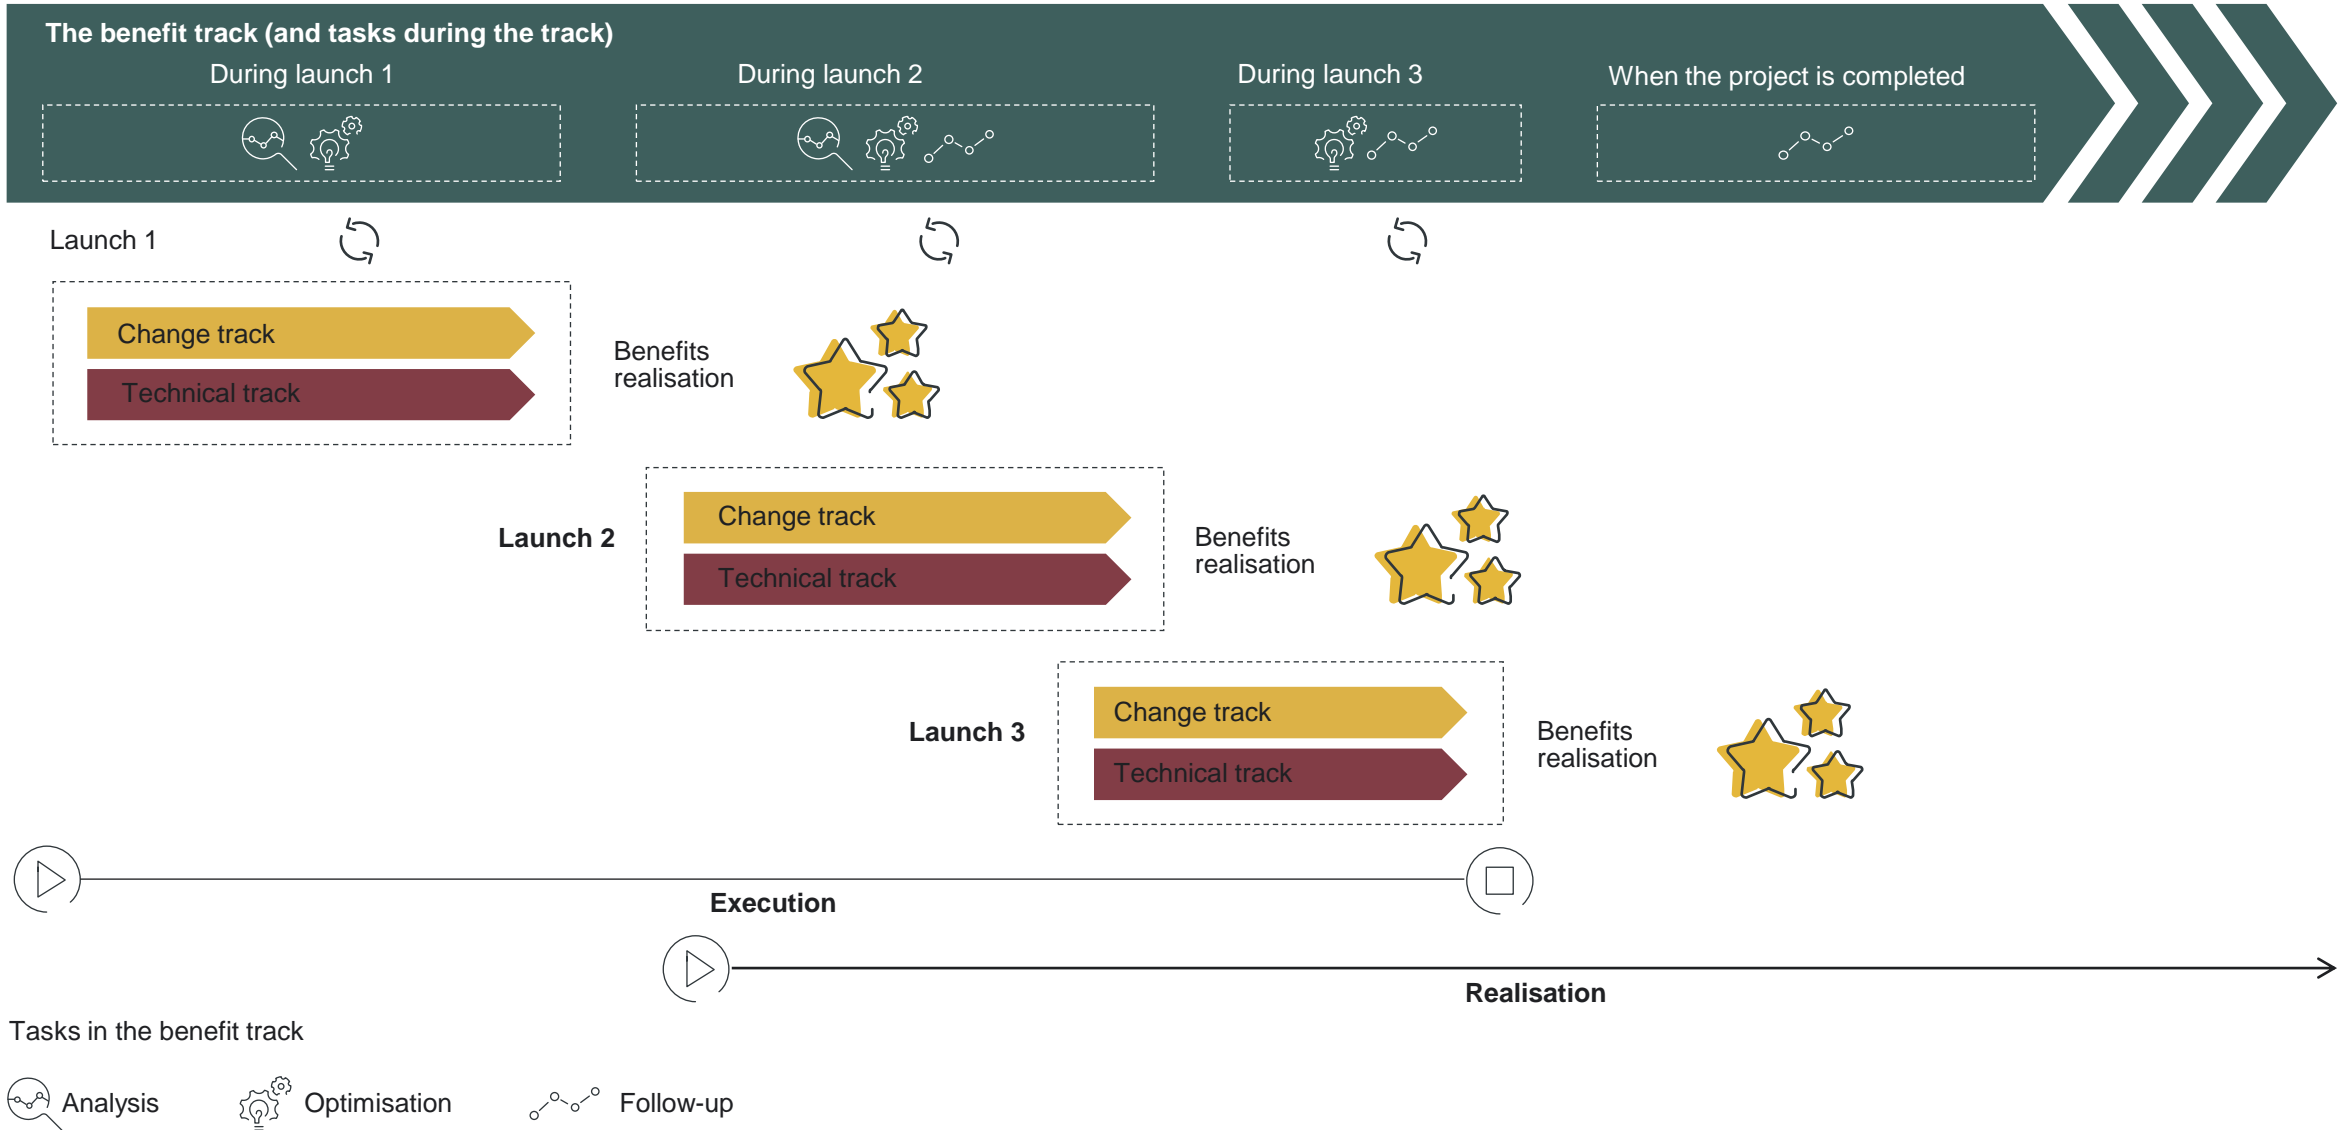 The benefit track (and tasks during the track)
During launch 1
During launch 2
During launch 3
When the project is completed
Launch 1
Change track
Technical track
Benefits
realisation
Launch 2
Change track
Technical track
Benefits
realisation
Launch 3
Change track
Technical track
Benefits
realisation
Execution
Realisation
Tasks in the benefit track
Analysis
Optimisation
Follow-up